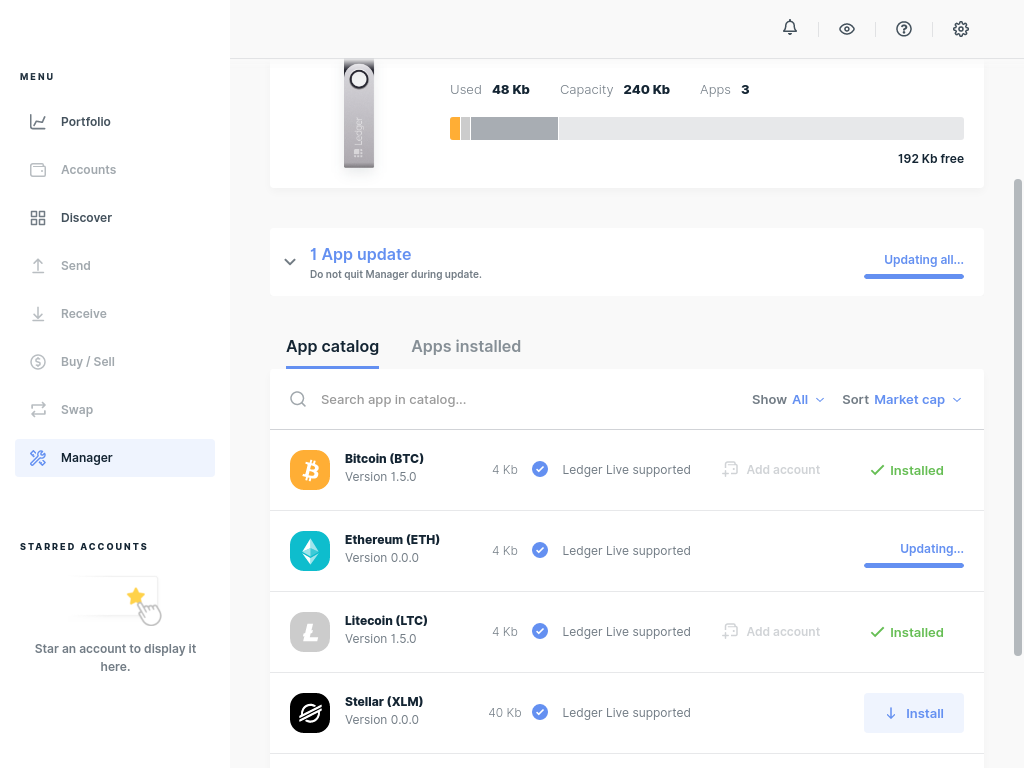 MENU
Portfolio
Accounts
Discover
Send
Receive
Buy / Sell
Swap
Manager
STARRED ACCOUNTS
Star an account to display it
here.
Ledger
Used 48 Kb Capacity 240 Kb Apps 3
192 Kb free
1 App update
Do not quit Manager during update.
Updating all...
App catalog Apps installed
Search app in catalog... Show All Sort Market cap
Bitcoin (BTC)
Version 1.5.0
4 Kb Ledger Live supported Add account Installed
Ethereum (ETH)
Version 0.0.0
4 Kb Ledger Live supported
Updating...
Litecoin (LTC)
Version 1.5.0
4 Kb Ledger Live supported Add account Installed
Stellar (XLM)
Version 0.0.0
40 Kb Ledger Live supported Install